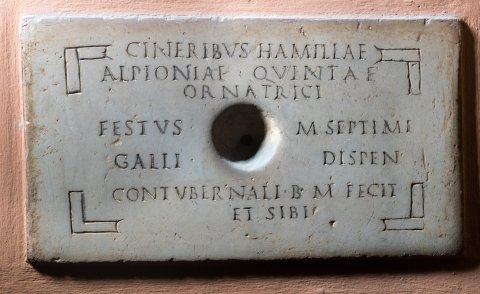 CINERIBVS HAMILLAE
ALPIONIAE QVINTAE
ORNATRICI
FESTVS M SEPTIMI
GALLI DISPEN
CONTVBERNALI · B M FECIT
ET SIBI